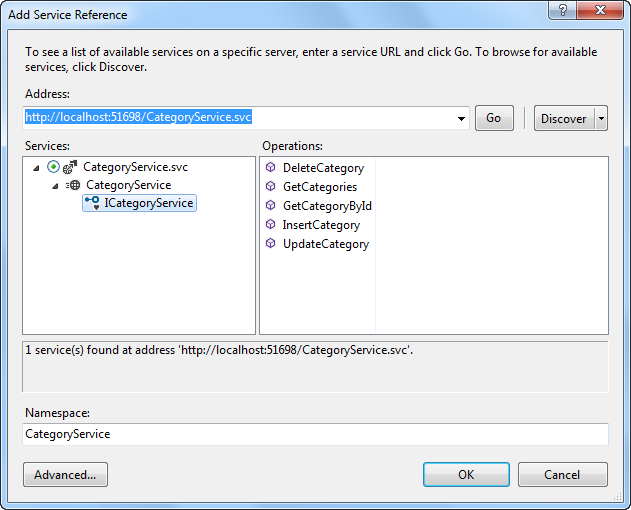 Add Service Reference
To see a list of available services on a specific server, enter a service URL and click Go. To browse for available
services, click Discover.
Address:
http://localhost:51698/CategoryService.svc
Go
Discover
Services:
Operations:
CategoryService.svc
CategoryService
ICategoryService
DeleteCategory
GetCategories
GetCategoryById
InsertCategory
UpdateCategory
1 service(s) found at address 'http://localhost:51698/CategoryService.svc'.
Namespace:
CategoryService
Advanced...
OK
Cancel